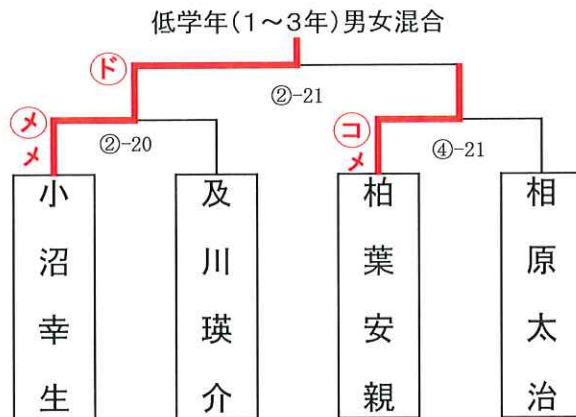 低学年(1～3年)男女混合
ド
②-21
メ
メ
②-20
コ
メ
④-21
小沼幸生
及川瑛介
柏葉安親
相原太治